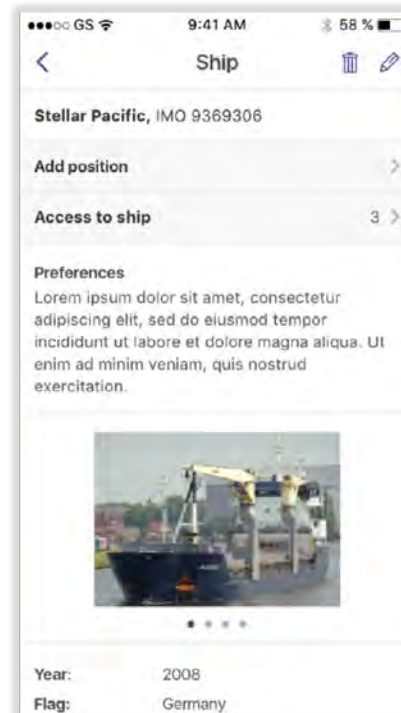 ●●●○○ GS 9:41 AM 58 %
Ship
Stellar Pacific, IMO 9369306
Add position
Access to ship 3
Preferences
Lorem ipsum dolor sit amet, consectetur
adipiscing elit, sed do eiusmod tempor
incididunt ut labore et dolore magna aliqua. Ut
enim ad minim veniam, quis nostrud
exercitation.
Year: 2008
Flag: Germany